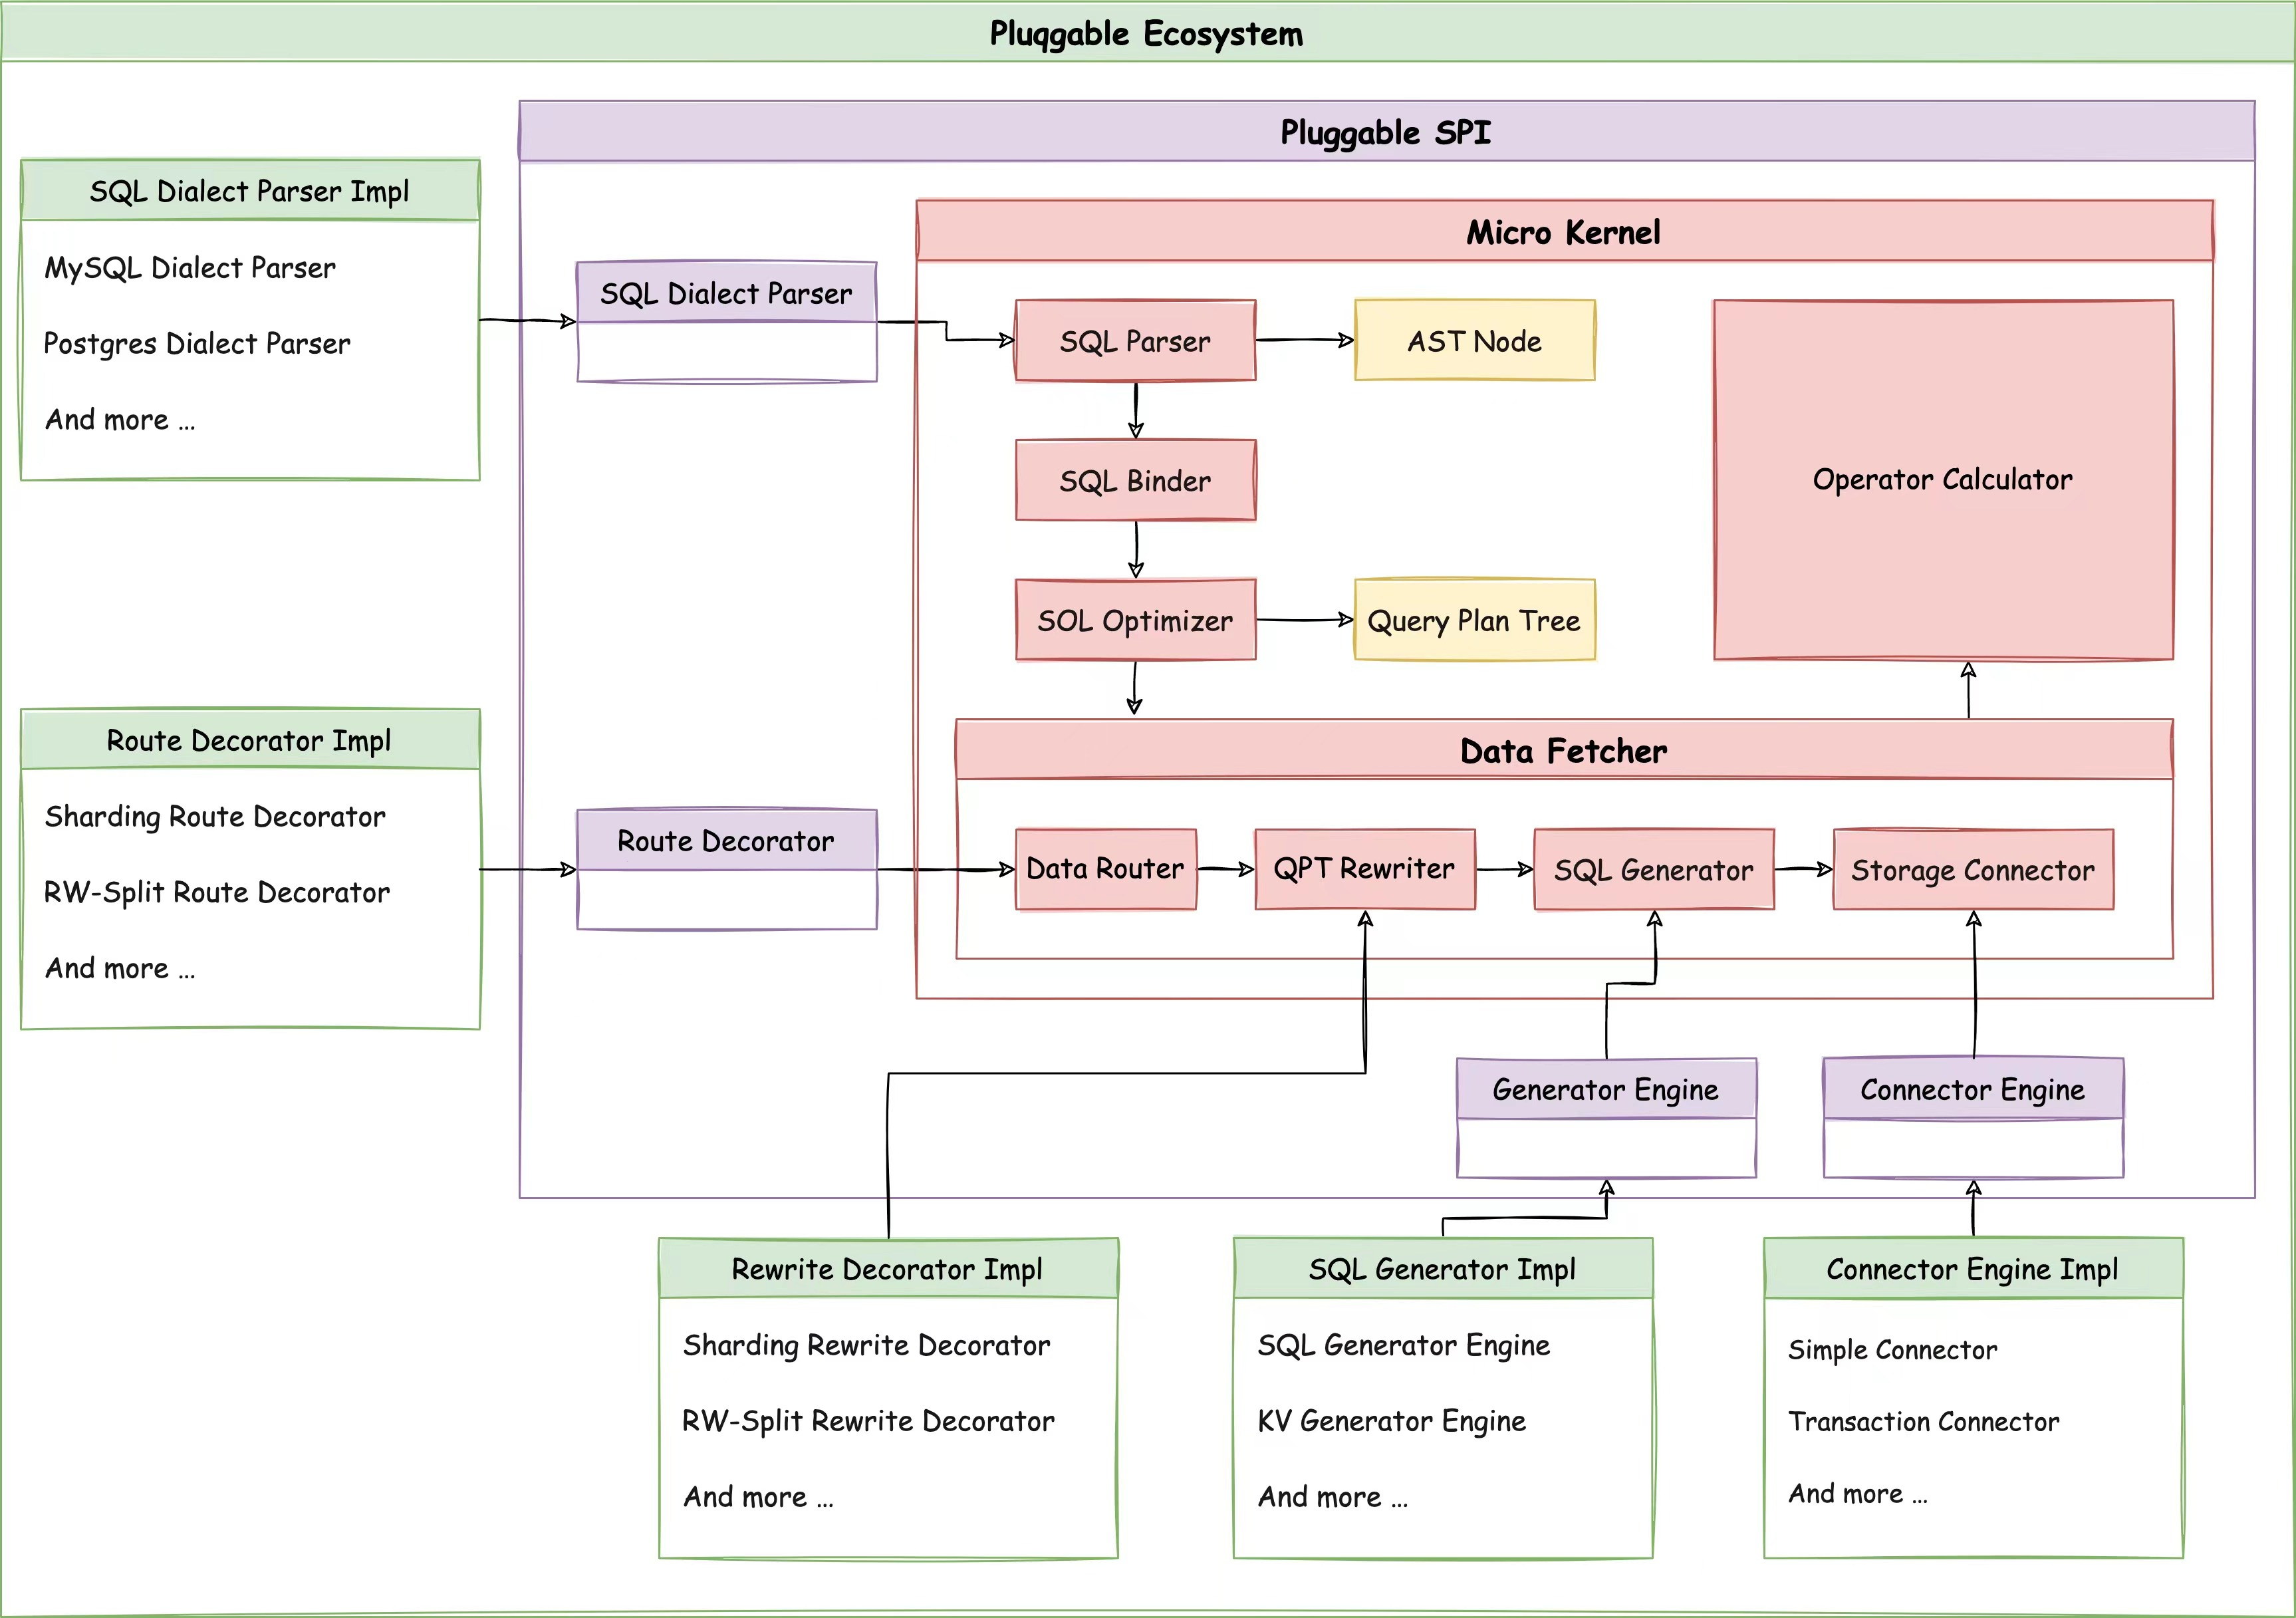 Pluqgable Ecosystem
Pluggable SPI
SQL Dialect Parser Impl
MySQL Dialect Parser
Postgres Dialect Parser
And more ...
SQL Dialect Parser
Micro Kernel
SQL Parser
AST Node
SQL Binder
SOL Optimizer
Query Plan Tree
Operator Calculator
Route Decorator Impl
Sharding Route Decorator
RW-Split Route Decorator
And more ...
Route Decorator
Data Fetcher
Data Router
QPT Rewriter
SQL Generator
Storage Connector
Generator Engine
Connector Engine
Rewrite Decorator Impl
Sharding Rewrite Decorator
RW-Split Rewrite Decorator
And more ...
SQL Generator Impl
SQL Generator Engine
KV Generator Engine
And more ...
Connector Engine Impl
Simple Connector
Transaction Connector
And more ...